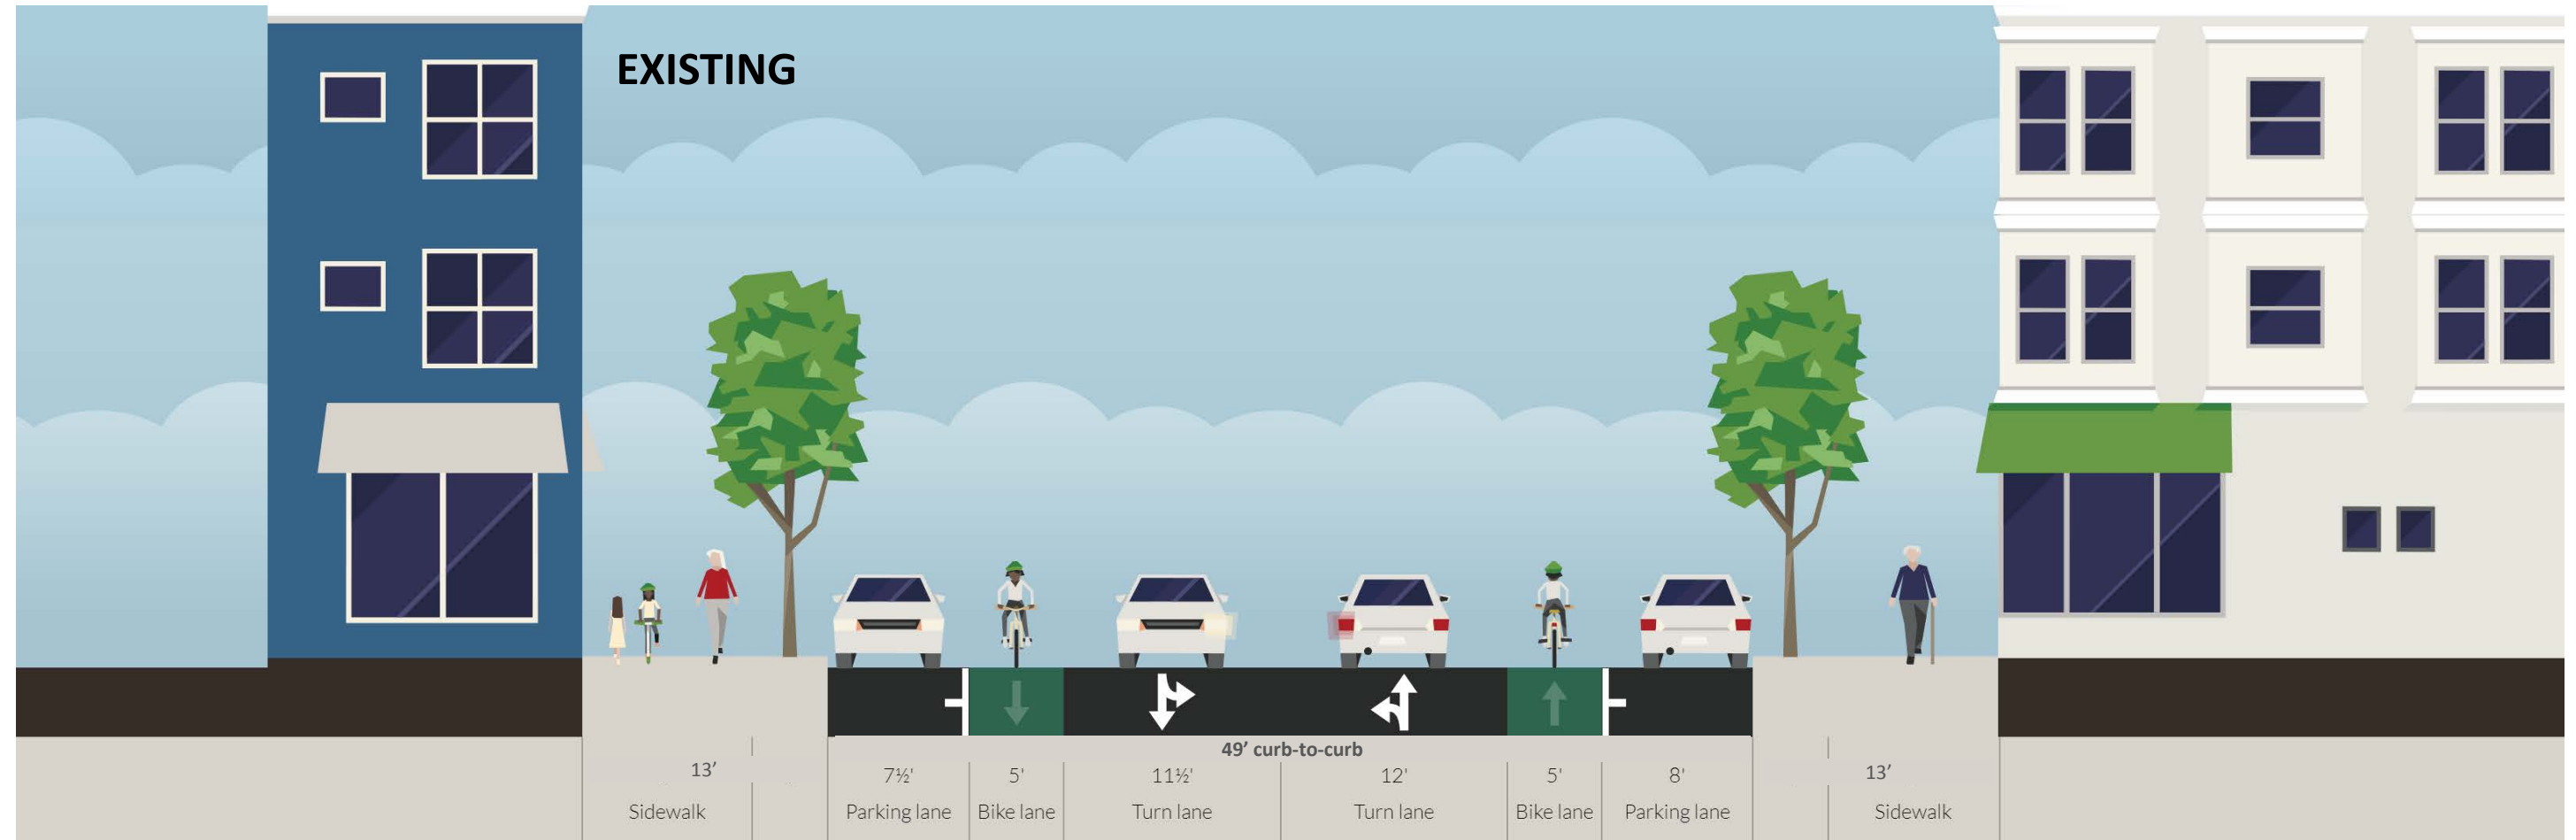 EXISTING
49’ curb-to-curb
13’ 7½' 5' 11½' 12' 5' 8' 13’
Sidewalk Parking lane Bike lane Turn lane Turn lane Bike lane Parking lane Sidewalk